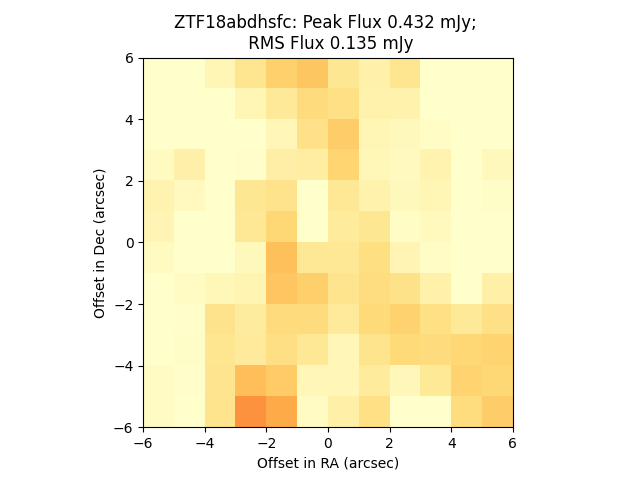 ZTF18abdhsfc: Peak Flux 0.432 mJy;
RMS Flux 0.135 mJy
6
4
2
0
−2
−4
−6
Offset in Dec (arcsec)
−6 −4 −2 0 2 4 6
Offset in RA (arcsec)